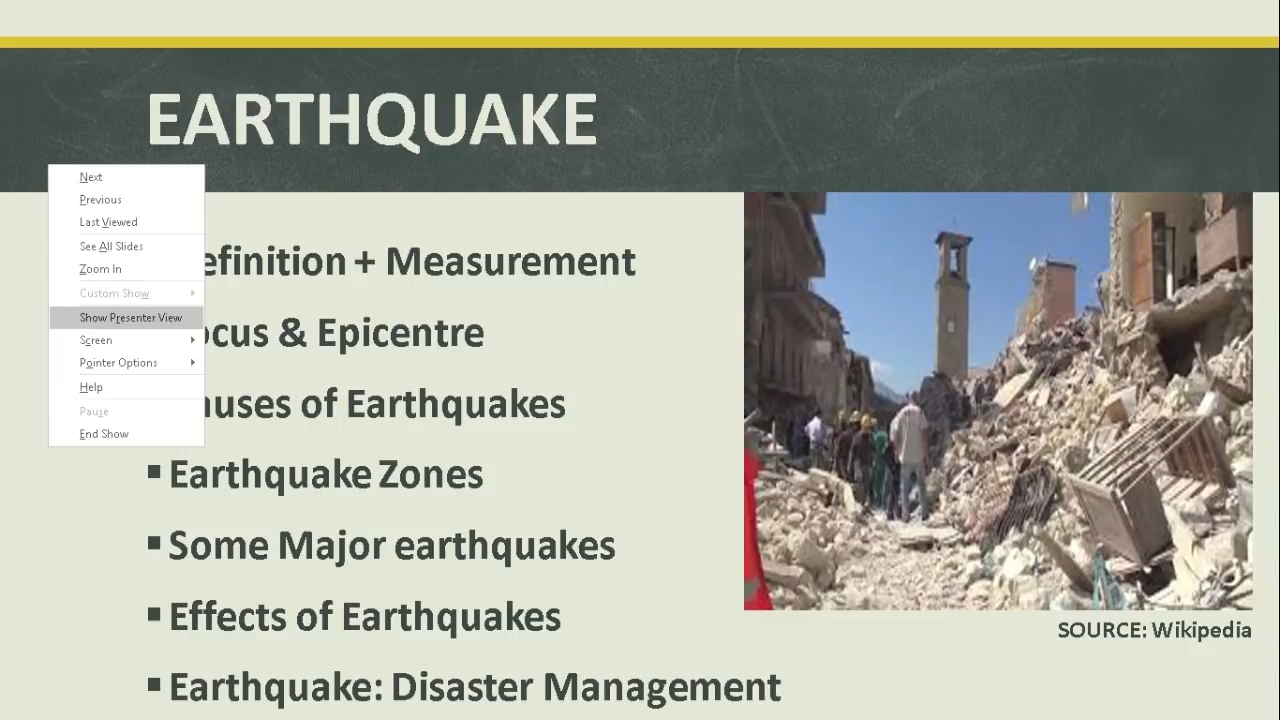 EARTHQUAKE
Next
Previous
Last Viewed
See All Slides
Zoom In
Custom Show
Show Presenter View
Screen
Pointer Options
Help
Pause
End Show
efinition + Measurement
ocus & Epicentre
auses of Earthquakes
▪ Earthquake Zones
▪ Some Major earthquakes
▪ Effects of Earthquakes
▪ Earthquake: Disaster Management
SOURCE: Wikipedia